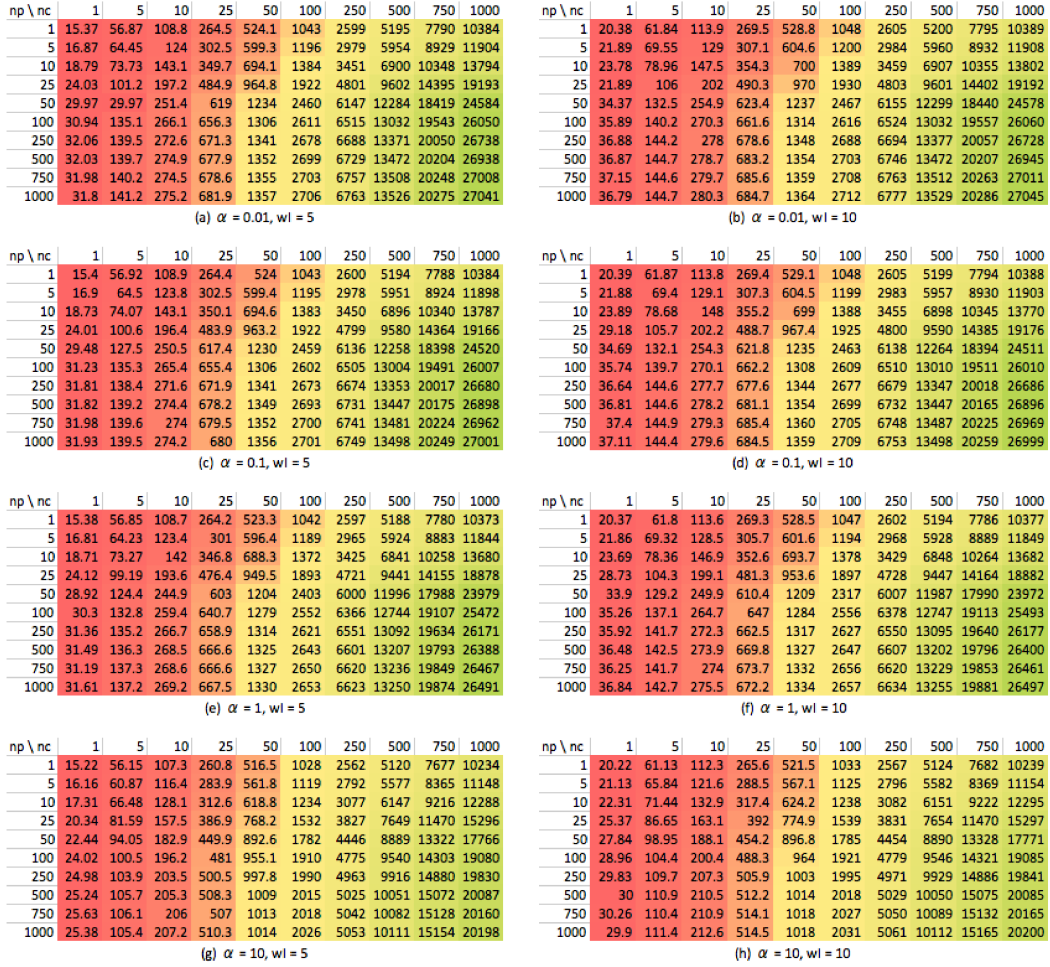 np \ nc 1 5 10 25 50 100 250 500 750 1000
1 15.37 56.87 108.8 264.5 524.1 1043 2599 5195 7790 10384
5 16.87 64.45 124 302.5 599.3 1196 2979 5954 8929 11904
10 18.79 73.73 143.1 349.7 694.1 1384 3451 6900 10348 13794
25 24.03 101.2 197.2 484.9 964.8 1922 4801 9602 14395 19193
50 29.97 29.97 251.4 619 1234 2460 6147 12284 18419 24584
100 30.94 135.1 266.1 656.3 1306 2611 6515 13032 19543 26050
250 32.06 139.5 272.6 671.3 1341 2678 6688 13371 20050 26738
500 32.03 139.7 274.9 677.9 1352 2699 6729 13472 20204 26938
750 31.98 140.2 274.5 678.6 1355 2703 6757 13508 20248 27008
1000 31.8 141.2 275.2 681.9 1357 2706 6763 13526 20275 27041
(a) α = 0.01, wl = 5
np \ nc 1 5 10 25 50 100 250 500 750 1000
1 20.38 61.84 113.9 269.5 528.8 1048 2605 5200 7795 10389
5 21.89 69.55 129 307.1 604.6 1200 2984 5960 8932 11908
10 23.78 78.96 147.5 354.3 700 1389 3459 6907 10355 13802
25 21.89 106 202 490.3 970 1930 4803 9601 14402 19192
50 34.37 132.5 254.9 623.4 1237 2467 6155 12299 18440 24578
100 35.89 140.2 270.3 661.6 1314 2616 6524 13032 19557 26060
250 36.88 144.2 278 678.6 1348 2688 6694 13377 20057 26728
500 36.87 144.7 278.7 683.2 1354 2703 6746 13472 20207 26945
750 37.15 144.6 279.7 685.6 1359 2708 6763 13512 20263 27011
1000 36.79 144.7 280.3 684.7 1364 2712 6777 13529 20286 27045
(b) α = 0.01, wl = 10
np \ nc 1 5 10 25 50 100 250 500 750 1000
1 15.4 56.92 108.9 264.4 524 1043 2600 5194 7788 10384
5 16.9 64.5 123.8 302.5 599.4 1195 2978 5951 8924 11898
10 18.73 74.07 143.1 350.1 694.6 1383 3450 6896 10340 13787
25 24.01 100.6 196.4 483.9 963.2 1922 4799 9580 14364 19166
50 29.48 127.5 250.5 617.4 1230 2459 6136 12258 18398 24520
100 31.23 135.3 265.4 655.4 1306 2602 6505 13004 19491 26007
250 31.81 138.4 271.6 671.9 1341 2673 6674 13353 20017 26680
500 31.82 139.2 274.4 678.2 1349 2693 6731 13447 20175 26898
750 31.98 139.6 274 679.5 1352 2700 6741 13481 20224 26962
1000 31.93 139.5 274.2 680 1356 2701 6749 13498 20249 27001
(c) α = 0.1, wl = 5
np \ nc 1 5 10 25 50 100 250 500 750 1000
1 20.39 61.87 113.8 269.4 529.1 1048 2605 5199 7794 10388
5 21.88 69.4 129.1 307.3 604.5 1199 2983 5957 8930 11903
10 23.89 78.68 148 355.2 699 1388 3455 6898 10345 13770
25 29.18 105.7 202.2 488.7 967.4 1925 4800 9590 14385 19176
50 34.69 132.1 254.3 621.8 1235 2463 6138 12264 18394 24511
100 35.74 139.7 270.1 662.2 1308 2609 6510 13010 19511 26010
250 36.64 144.6 277.7 677.6 1344 2677 6679 13347 20018 26686
500 36.81 144.6 278.2 681.1 1354 2699 6732 13447 20165 26896
750 37.4 144.9 279.3 685.4 1360 2705 6748 13487 20225 26969
1000 37.11 144.4 279.6 684.5 1359 2709 6753 13498 20259 26999
(d) α = 0.1, wl = 10
np \ nc 1 5 10 25 50 100 250 500 750 1000
1 15.38 56.85 108.7 264.2 523.3 1042 2597 5188 7780 10373
5 16.81 64.23 123.4 301 596.4 1189 2965 5924 8883 11844
10 18.71 73.27 142 346.8 688.3 1372 3425 6841 10258 13680
25 24.12 99.19 193.6 476.4 949.5 1893 4721 9441 14155 18878
50 28.92 124.4 244.9 603 1204 2403 6000 11996 17988 23979
100 30.3 132.8 259.4 640.7 1279 2552 6366 12744 19107 25472
250 31.36 135.2 266.7 658.9 1314 2621 6551 13092 19634 26171
500 31.49 136.3 268.5 666.6 1325 2643 6601 13207 19793 26388
750 31.19 137.3 268.6 666.6 1327 2650 6620 13236 19849 26467
1000 31.61 137.2 269.2 667.5 1330 2653 6623 13250 19874 26491
(e) α = 1, wl = 5
np \ nc 1 5 10 25 50 100 250 500 750 1000
1 20.37 61.8 113.6 269.3 528.5 1047 2602 5194 7786 10377
5 21.86 69.32 128.5 305.7 601.6 1194 2968 5928 8889 11849
10 23.69 78.36 146.9 352.6 693.7 1378 3429 6848 10264 13682
25 28.73 104.3 199.1 481.3 953.6 1897 4728 9447 14164 18882
50 33.9 129.2 249.9 610.4 1209 2317 6007 11987 17990 23972
100 35.26 137.1 264.7 647 1284 2556 6378 12747 19113 25493
250 35.92 141.7 272.3 662.5 1317 2627 6550 13095 19640 26177
500 36.48 142.5 273.9 669.8 1327 2647 6607 13202 19796 26400
750 36.25 141.7 274 673.7 1332 2656 6620 13229 19853 26461
1000 36.84 142.7 275.5 672.2 1334 2657 6634 13255 19881 26497
(f) α = 1, wl = 10
np \ nc 1 5 10 25 50 100 250 500 750 1000
1 15.22 56.15 107.3 260.8 516.5 1028 2562 5120 7677 10234
5 16.16 60.87 116.4 283.9 561.8 1119 2792 5577 8365 11148
10 17.31 66.48 128.1 312.6 618.8 1234 3077 6147 9216 12288
25 20.34 81.59 157.5 386.9 768.2 1532 3827 7649 11470 15296
50 22.44 94.05 182.9 449.9 892.6 1782 4446 8889 13322 17766
100 24.02 100.5 196.2 481 955.1 1910 4775 9540 14303 19080
250 24.98 103.9 203.5 500.5 997.8 1990 4963 9916 14880 19830
500 25.24 105.7 205.3 508.3 1009 2015 5025 10051 15072 20087
750 25.63 106.1 206 507 1013 2018 5042 10082 15128 20160
1000 25.38 105.4 207.2 510.3 1014 2026 5053 10111 15154 20198
(g) α = 10, wl = 5
np \ nc 1 5 10 25 50 100 250 500 750 1000
1 20.22 61.13 112.3 265.6 521.5 1033 2567 5124 7682 10239
5 21.13 65.84 121.6 288.5 567.1 1125 2796 5582 8369 11154
10 22.31 71.44 132.9 317.4 624.2 1238 3082 6151 9222 12295
25 25.37 86.65 163.1 392 774.9 1539 3831 7654 11470 15297
50 27.84 98.95 188.1 454.2 896.8 1785 4454 8890 13328 17771
100 28.96 104.4 200.4 488.3 964 1921 4779 9546 14321 19085
250 29.83 109.7 207.3 505.9 1003 1995 4971 9929 14886 19841
500 30 110.9 210.5 512.2 1014 2018 5029 10050 15075 20085
750 30.26 110.4 210.9 514.1 1018 2027 5050 10089 15132 20165
1000 29.9 111.4 212.6 514.5 1018 2031 5061 10112 15165 20200
(h) α = 10, wl = 10